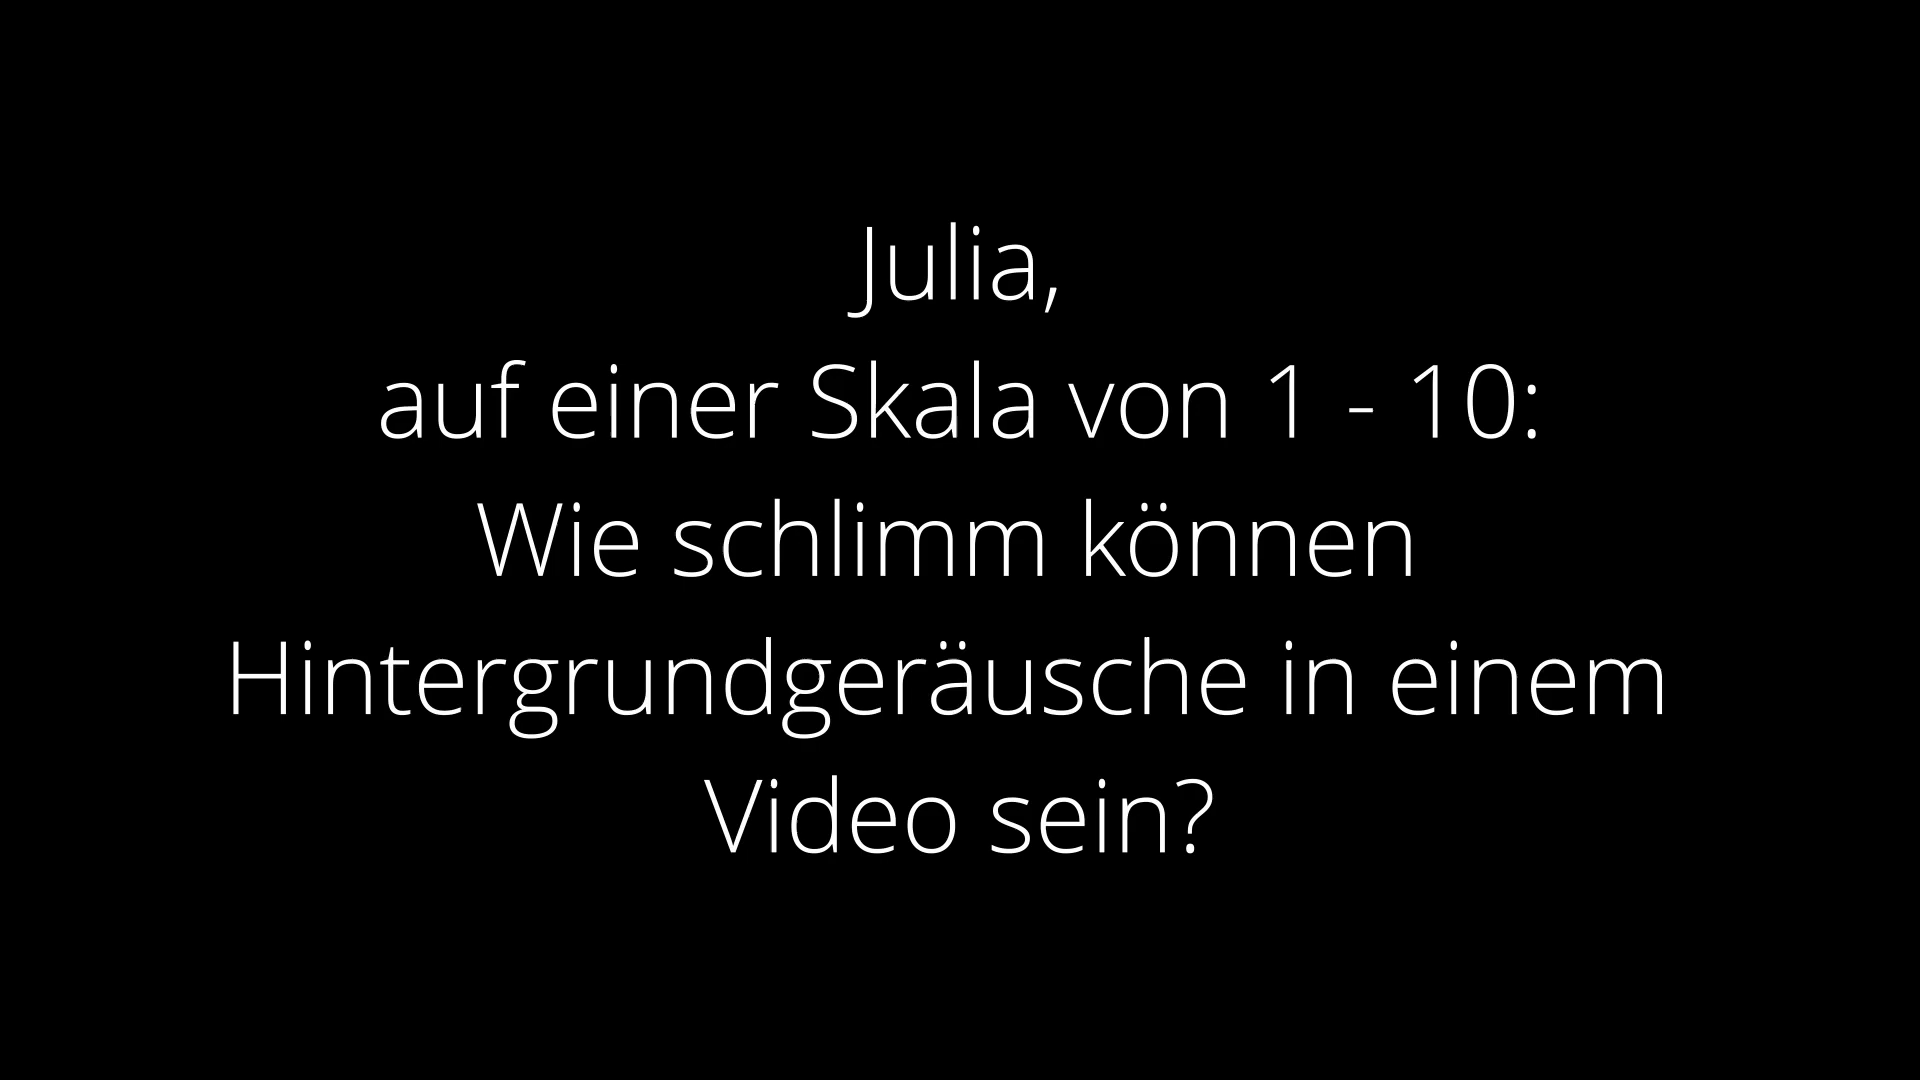 Julia,
auf einer Skala von 1 - 10:
Wie schlimm können
Hintergrundgeräusche in einem
Video sein?